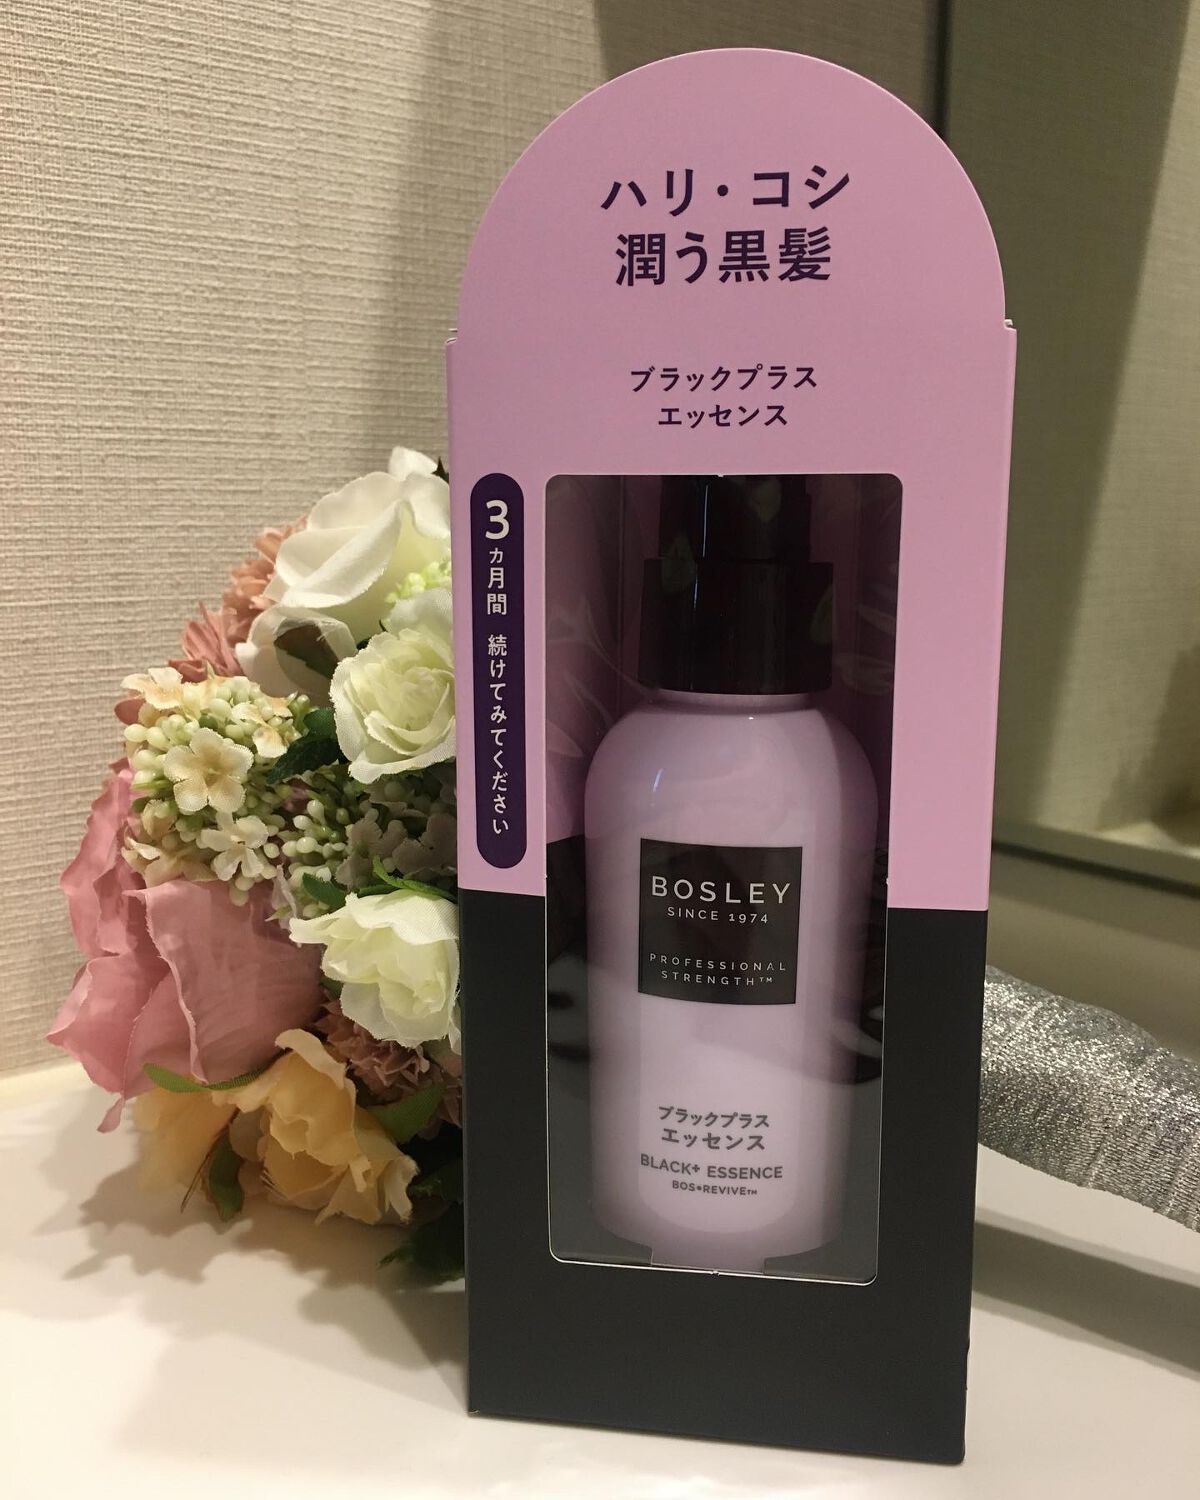 ハリ・コシ
潤う黒髪
ブラックプラス
エッセンス
3カ月間 続けてみてください
BOSLEY
SINCE 1974
PROFESSIONAL
STRENGTH™
ブラックプラス
エッセンス
BLACK+ ESSENCE
BOS•REVIVE™